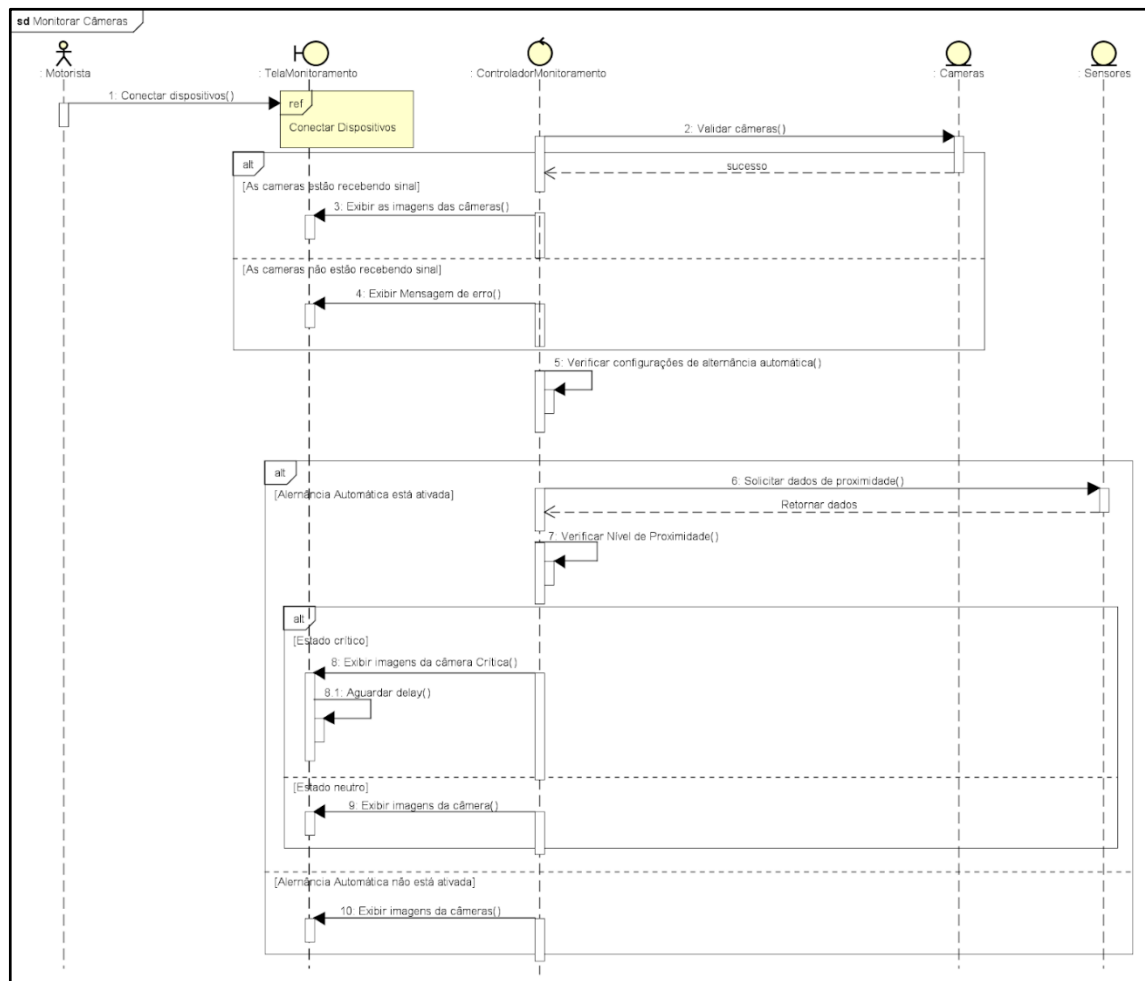 sd Monitorar Câmeras
: Motorista
: TelaMonitoramento
: ControladorMonitoramento
: Cameras
: Sensores
1: Conectar dispositivos()
ref
Conectar Dispositivos
2: Validar câmeras()
alt
sucesso
[As cameras estão recebendo sinal]
3: Exibir as imagens das câmeras()
[As cameras não estão recebendo sinal]
4: Exibir Mensagem de erro()
5: Verificar configurações de alternância automática()
alt
[Alernância Automática está ativada]
6: Solicitar dados de proximidade()
Retornar dados
7: Verificar Nível de Proximidade()
alt
[Estado crítico]
8: Exibir imagens da câmera Crítica()
8.1: Aguardar delay()
[Estado neutro]
9: Exibir imagens da câmera()
[Alernância Automática não está ativada]
10: Exibir imagens da câmeras()